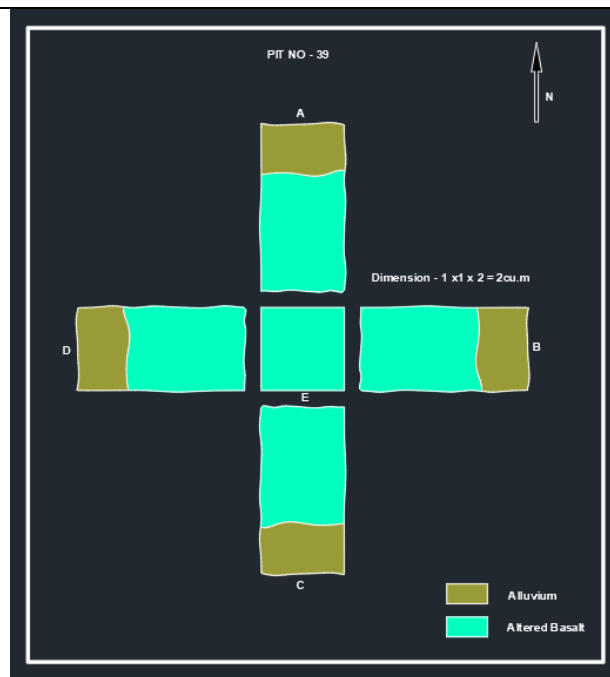 PIT NO - 39
N
A
Dimension - 1 x1 x 2 = 2cu.m
D
B
E
C
Alluvium
Altered Basalt